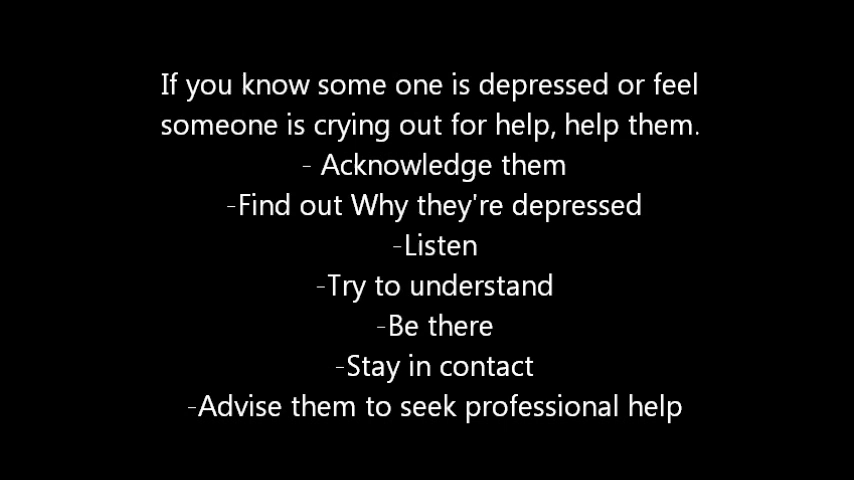 If you know some one is depressed or feel
someone is crying out for help, help them.
- Acknowledge them
-Find out Why they're depressed
-Listen
-Try to understand
-Be there
-Stay in contact
-Advise them to seek professional help